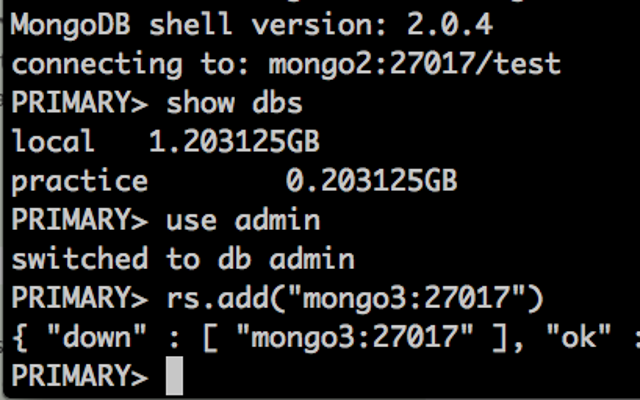 MongoDB shell version: 2.0.4
connecting to: mongo2:27017/test
PRIMARY> show dbs
local 1.203125GB
practice 0.203125GB
PRIMARY> use admin
switched to db admin
PRIMARY> rs.add("mongo3:27017")
{ "down" : [ "mongo3:27017" ], "ok" :
PRIMARY>